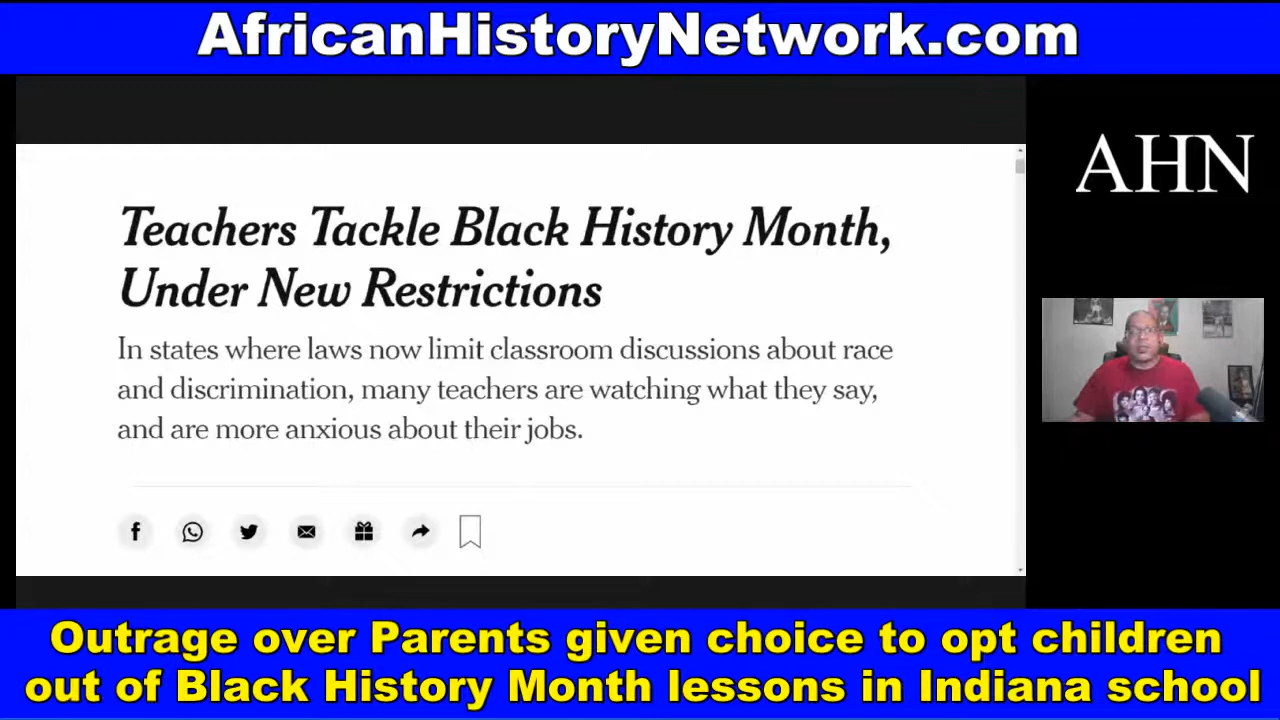 AfricanHistoryNetwork.com
AHN
Teachers Tackle Black History Month,
Under New Restrictions
In states where laws now limit classroom discussions about race
and discrimination, many teachers are watching what they say,
and are more anxious about their jobs.
Outrage over Parents given choice to opt children
out of Black History Month lessons in Indiana school